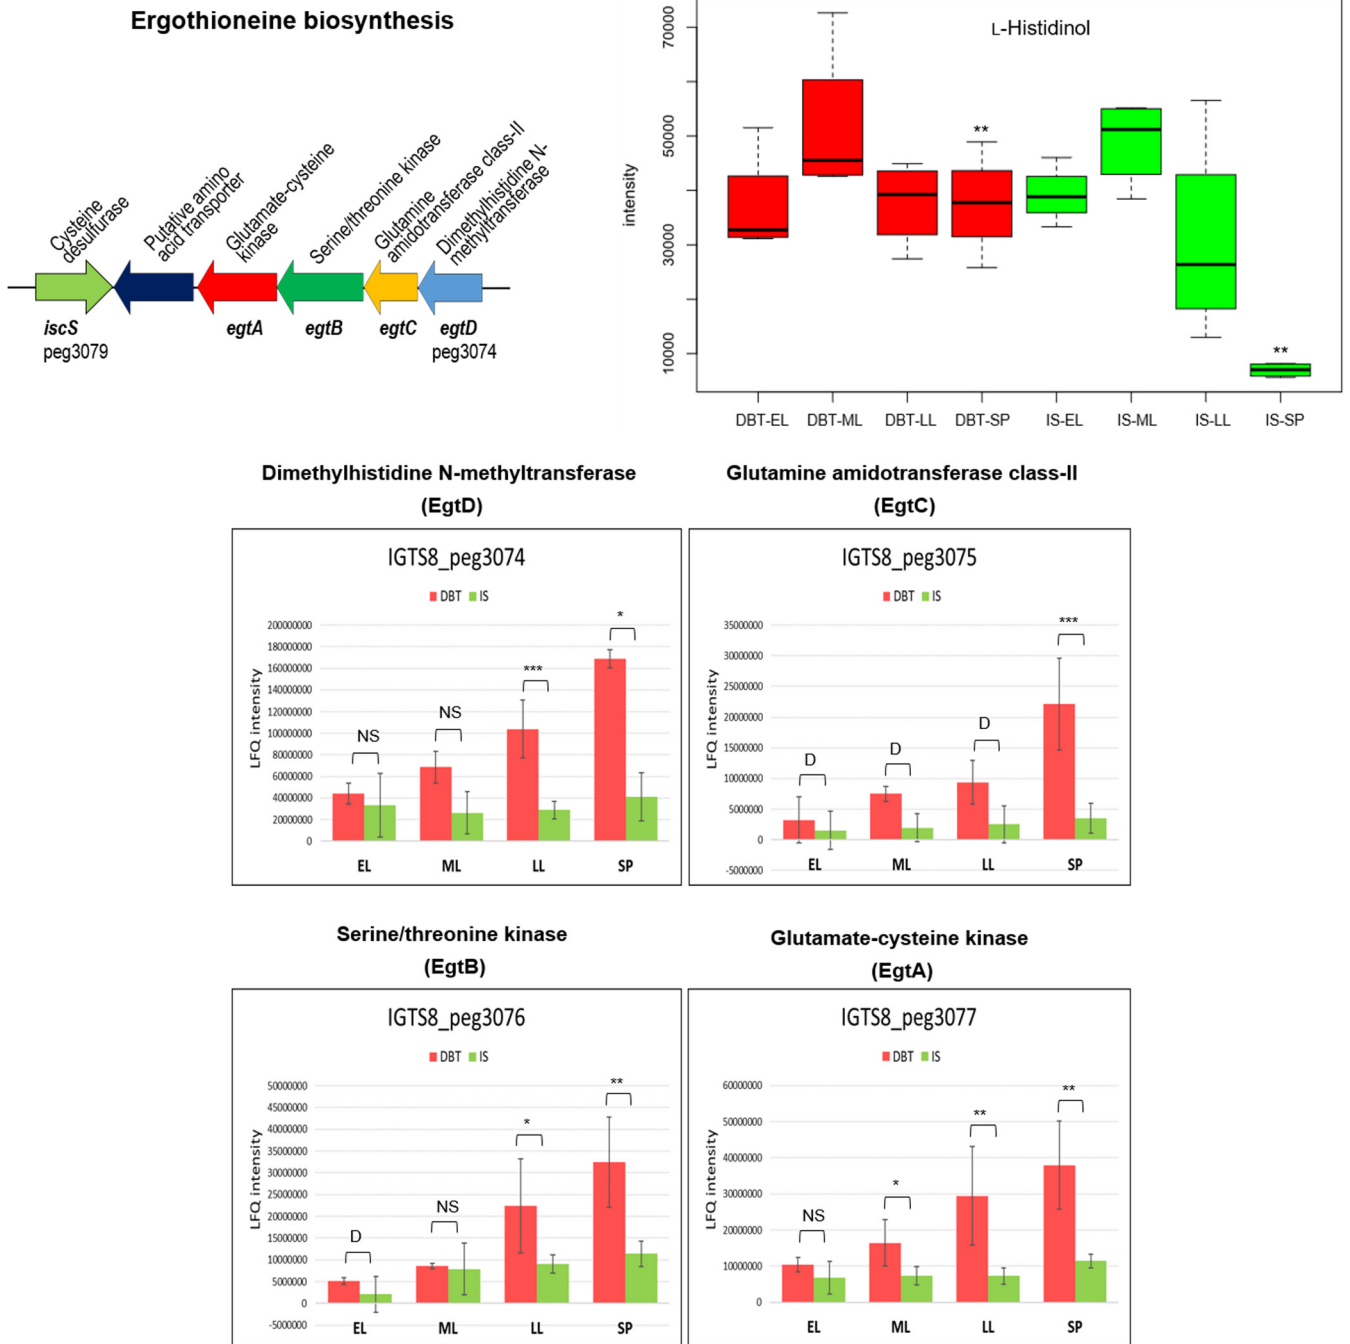 Ergothioneine biosynthesis
Cysteine
desulfurase
Putative amino
acid transporter
Glutamate-cysteine
kinase
Serine/threonine kinase
Glutamine
amidotransferase class-II
Dimethylhistidine N-
methyltransferase
iscS
peg3079
egtA
egtB
egtC
egtD
peg3074
L-Histidinol
intensity
70000
50000
30000
10000
**
**
DBT-EL
DBT-ML
DBT-LL
DBT-SP
IS-EL
IS-ML
IS-LL
IS-SP
Dimethylhistidine N-methyltransferase
(EgtD)
IGTS8_peg3074
DBT IS
LFQ intensity
200000000
180000000
160000000
140000000
120000000
100000000
80000000
60000000
40000000
20000000
0
NS
NS
***
*
EL ML LL SP
Glutamine amidotransferase class-II
(EgtC)
IGTS8_peg3075
DBT IS
LFQ intensity
35000000
30000000
25000000
20000000
15000000
10000000
5000000
0
-5000000
D
D
D
***
EL ML LL SP
Serine/threonine kinase
(EgtB)
IGTS8_peg3076
DBT IS
LFQ intensity
50000000
45000000
40000000
35000000
30000000
25000000
20000000
15000000
10000000
5000000
0
-5000000
D
NS
*
**
EL ML LL SP
Glutamate-cysteine kinase
(EgtA)
IGTS8_peg3077
DBT IS
LFQ intensity
60000000
50000000
40000000
30000000
20000000
10000000
0
NS
*
**
**
EL ML LL SP